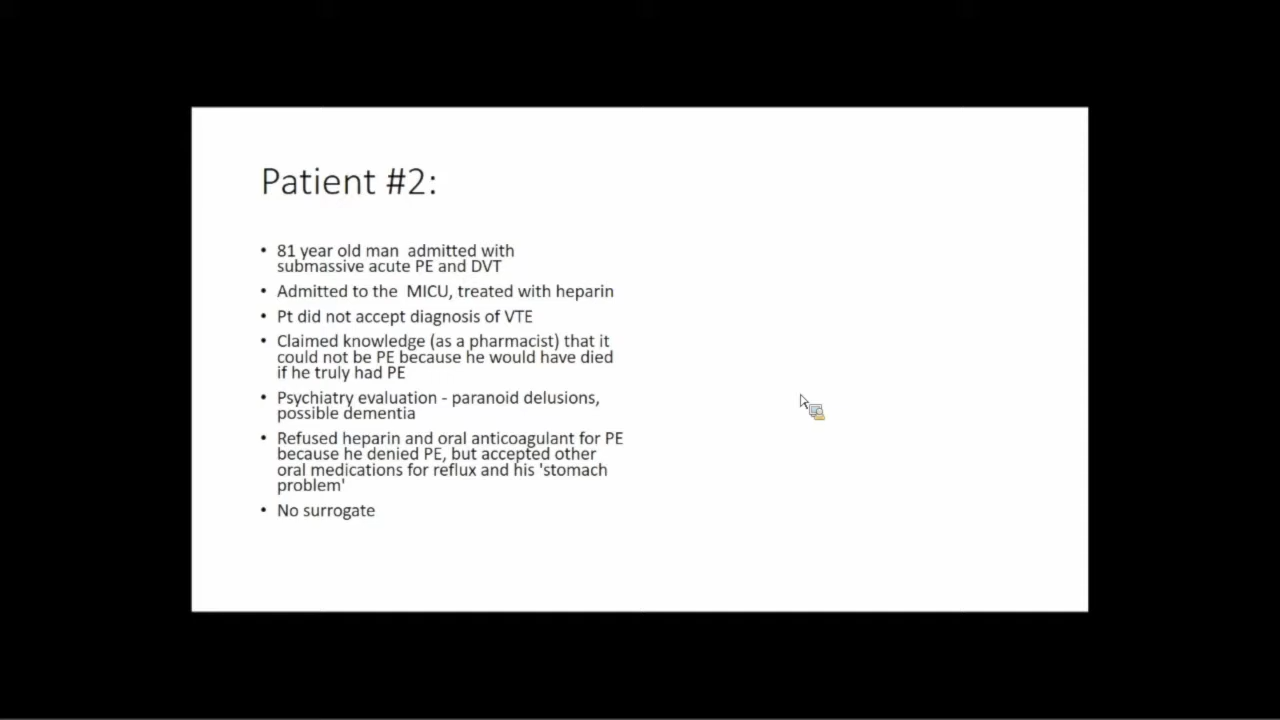 Patient #2:
• 81 year old man  admitted with
submassive acute PE and DVT
• Admitted to the  MICU, treated with heparin
• Pt did not accept diagnosis of VTE
• Claimed knowledge (as a pharmacist) that it
could not be PE because he would have died
if he truly had PE
• Psychiatry evaluation - paranoid delusions,
possible dementia
• Refused heparin and oral anticoagulant for PE
because he denied PE, but accepted other
oral medications for reflux and his 'stomach
problem'
• No surrogate